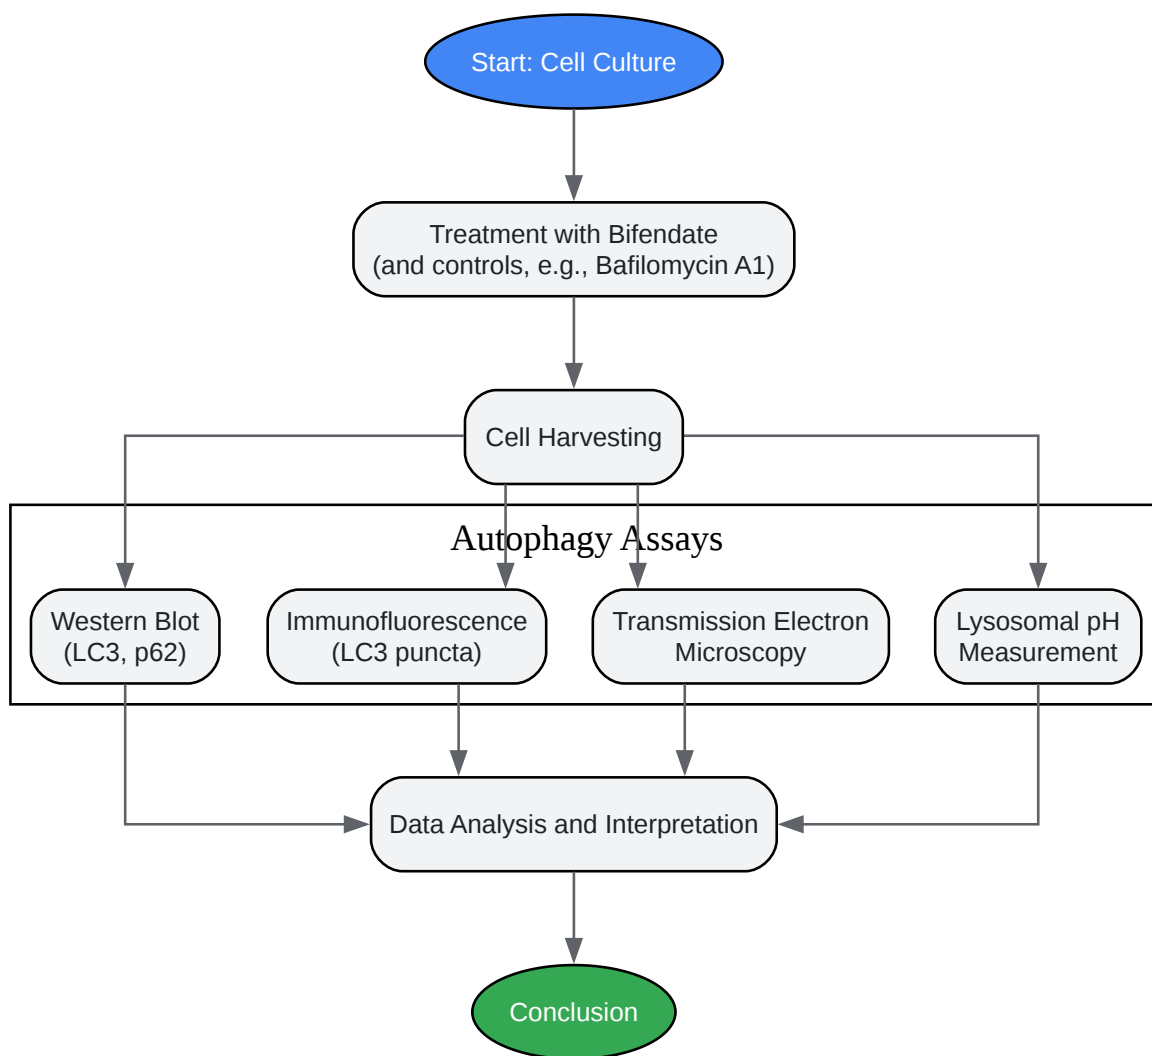 Start: Cell Culture
Treatment with Bifendate
(and controls, e.g., Bafilomycin A1)
Cell Harvesting
Autophagy Assays
Western Blot
(LC3, p62)
Immunofluorescence
(LC3 puncta)
Transmission Electron
Microscopy
Lysosomal pH
Measurement
Data Analysis and Interpretation
Conclusion